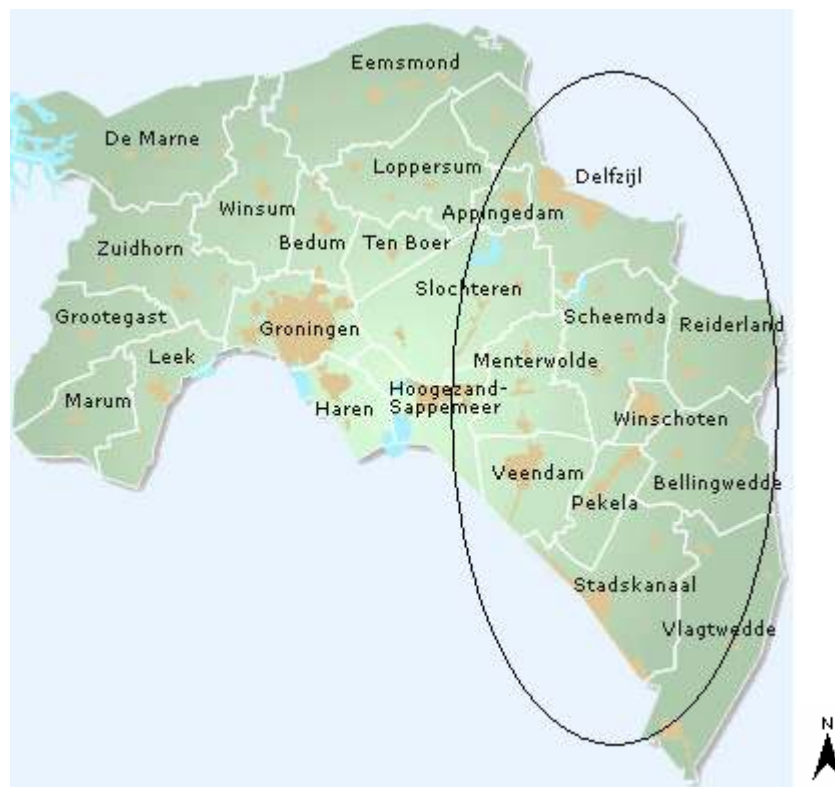 Eemsmond
De Marne
Loppersum
Delfzijl
Winsum
Appingedam
Bedum
Ten Boer
Zuidhorn
Slochteren
Grootegast
Groningen
Scheemda
Reiderland
Leek
Menterwolde
Marum
Haren
Hoogezand-
Sappemeer
Winschoten
Veendam
Bellingwedde
Pekela
Stadskanaal
Vlagtwedde
N